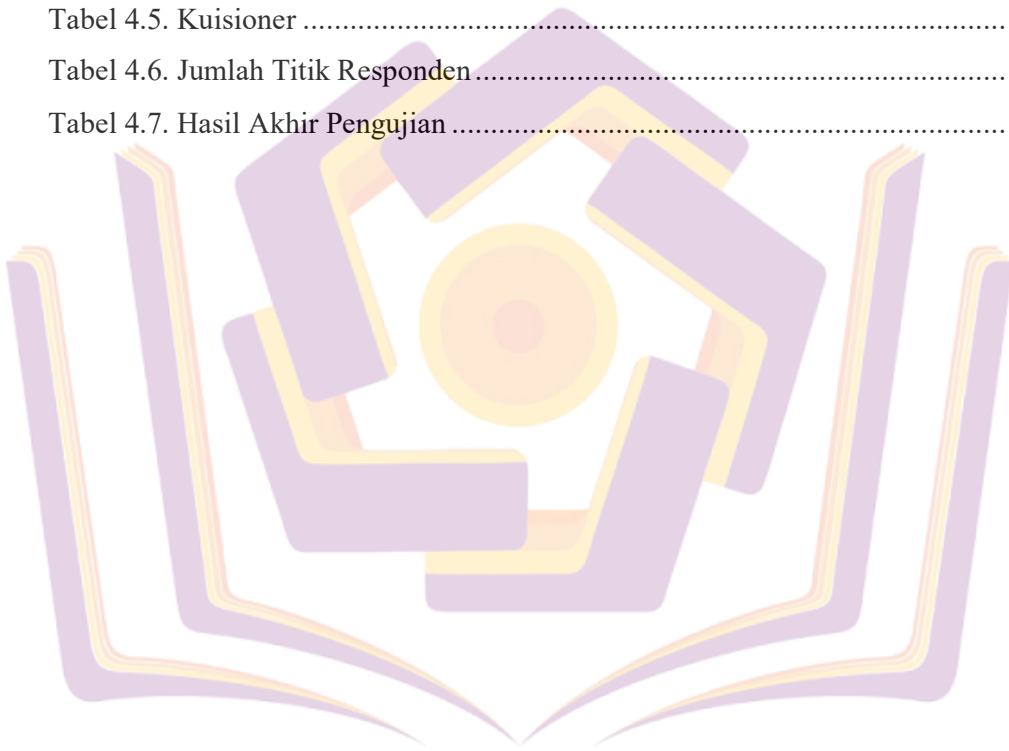 Tabel 4.5. Kuisioner ..................................................................................................
Tabel 4.6. Jumlah Titik Responden..........................................................................
Tabel 4.7. Hasil Akhir Pengujian .............................................................................